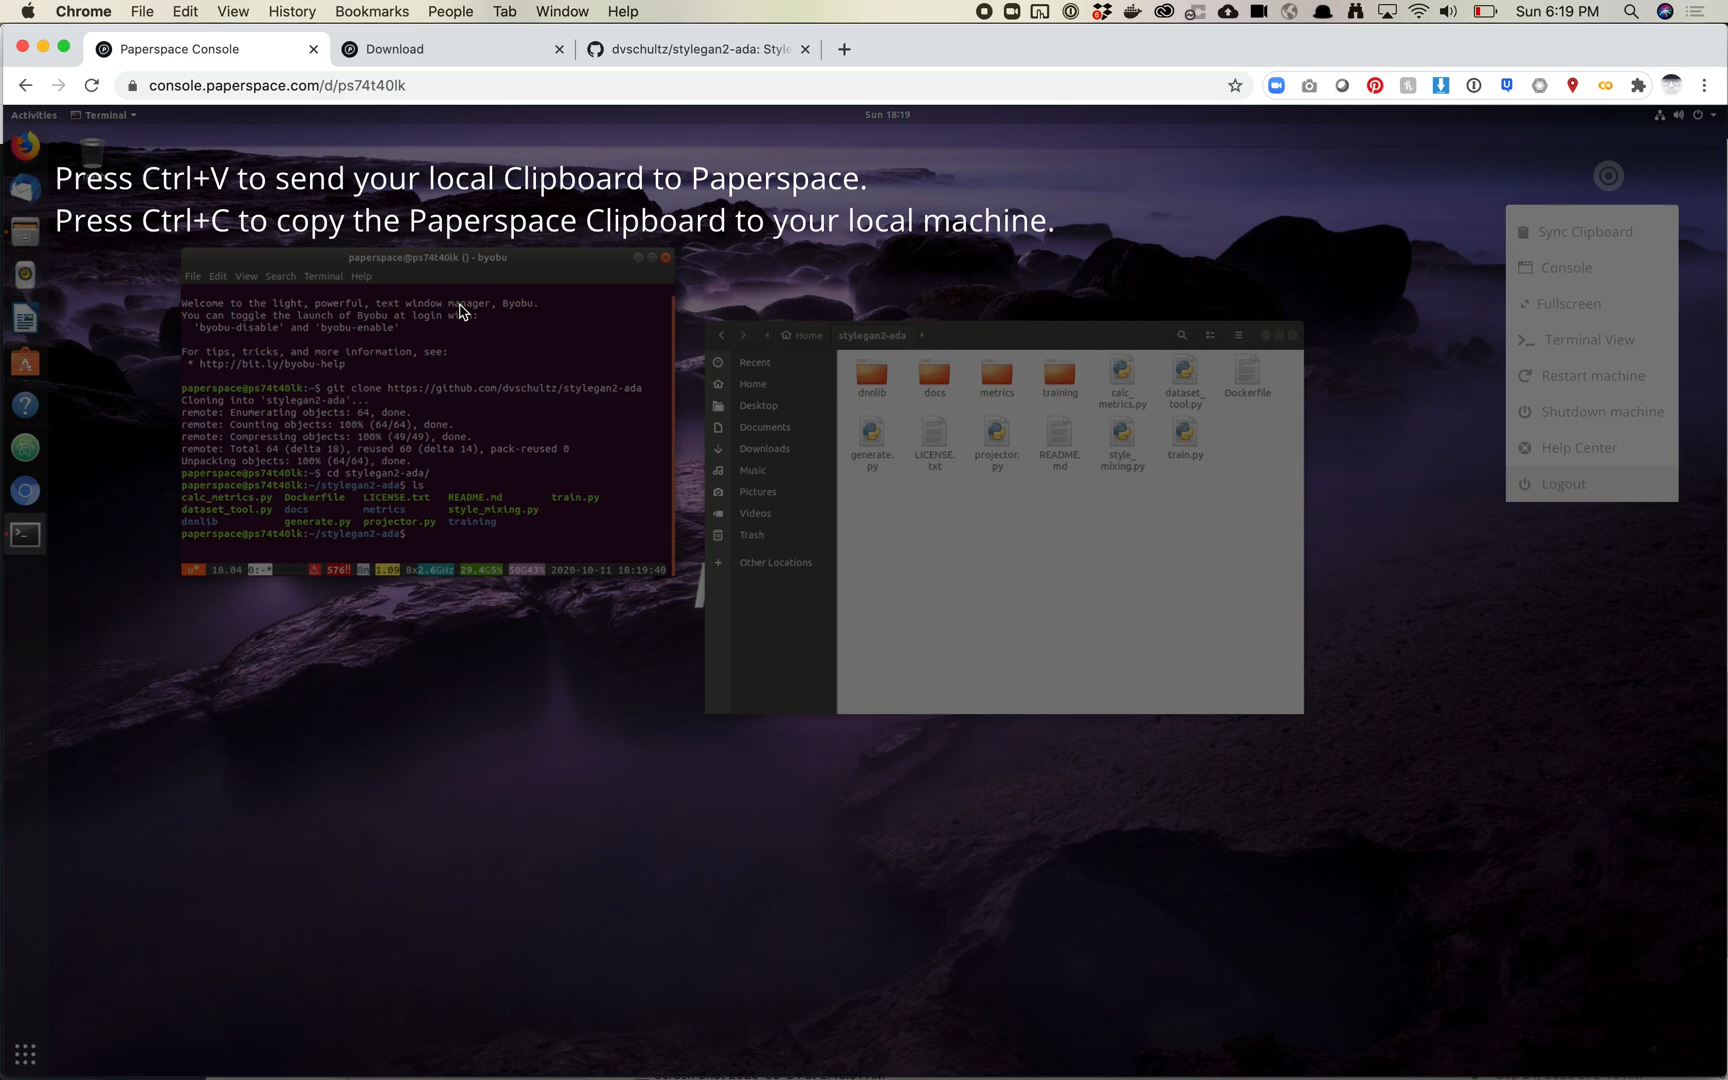 Chrome File Edit View History Bookmarks People Tab Window Help Sun 6:19 PM
Paperspace Console Download dvschultz/stylegan2-ada: Style
console.paperspace.com/d/ps74t40lk
Activities Terminal Sun 18:19
Press Ctrl+V to send your local Clipboard to Paperspace.
Press Ctrl+C to copy the Paperspace Clipboard to your local machine.
paperspace@ps74t40lk () - byobu
File Edit View Search Terminal Help
Welcome to the light, powerful, text window manager, Byobu.
You can toggle the launch of Byobu at login
'byobu-disable' and 'byobu-enable'
For tips, tricks, and more information, see:
* http://bit.ly/byobu-help
paperspace@ps74t40lk:~$ git clone https://github.com/dvschultz/stylegan2-ada
Cloning into 'stylegan2-ada'...
remote: Enumerating objects: 64, done.
remote: Counting objects: 100% (64/64), done.
remote: Compressing objects: 100% (49/49), done.
remote: Total 64 (delta 18), reused 60 (delta 14), pack-reused 0
Unpacking objects: 100% (64/64), done.
paperspace@ps74t40lk:~$ cd stylegan2-ada/
paperspace@ps74t40lk:~/stylegan2-ada$ ls
calc_metrics.py Dockerfile LICENSE.txt README.md train.py
dataset_tool.py docs metrics style_mixing.py
dnnlib generate.py projector.py training
paperspace@ps74t40lk:~/stylegan2-ada$
u* 18.04 0:-* 576!! 8m 1.09 8x2.6GHz 29.4G5% 50G43% 2020-10-11 18:19:40
Home stylegan2-ada
Recent
Home
Desktop
Documents
Downloads
Music
Pictures
Videos
Trash
Other Locations
dnnlib
docs
metrics
training
calc_
metrics.py
dataset_
tool.py
Dockerfile
generate.
py
LICENSE.
txt
projector.
py
README.
md
style_
mixing.py
train.py
Sync Clipboard
Console
Fullscreen
Terminal View
Restart machine
Shutdown machine
Help Center
Logout